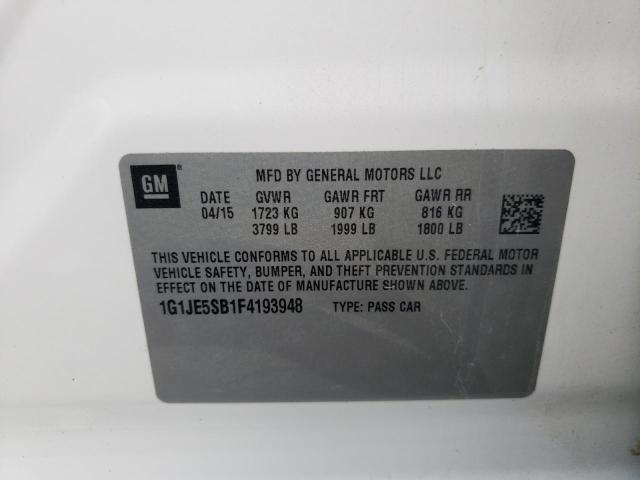 GM
MFD BY GENERAL MOTORS LLC
DATE GVWR GAWR FRT GAWR RR
04/15 1723 KG 907 KG 816 KG
3799 LB 1999 LB 1800 LB
THIS VEHICLE CONFORMS TO ALL APPLICABLE U.S. FEDERAL MOTOR
VEHICLE SAFETY, BUMPER, AND THEFT PREVENTION STANDARDS IN
EFFECT ON THE DATE OF MANUFACTURE SHOWN ABOVE.
1G1JE5SB1F4193948 TYPE: PASS CAR